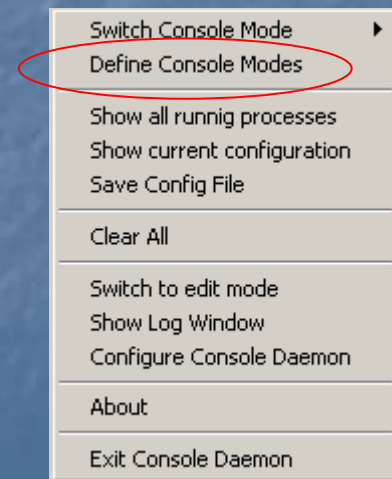 Switch Console Mode
Define Console Modes
Show all runnig processes
Show current configuration
Save Config File
Clear All
Switch to edit mode
Show Log Window
Configure Console Daemon
About
Exit Console Daemon